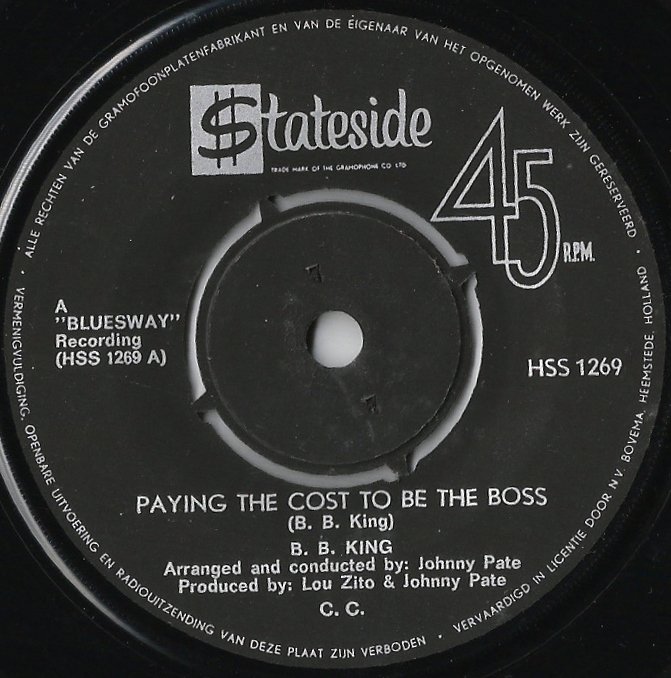 ALLE RECHTEN VAN DE GRAMOFOONPLATENFABRIKANT EN VAN DE EIGENAAR VAN HET OPGENOMEN WERK ZIJN GERESERVEERD ·
$tateside
TRADE MARK OF THE GRAMOPHONE CO LTD
45
R.P.M.
A
"BLUESWAY"
Recording
(HSS 1269 A)
HSS 1269
PAYING THE COST TO BE THE BOSS
(B. B. King)
B. B. KING
Arranged and conducted by: Johnny Pate
Produced by: Lou Zito & Johnny Pate
C. C.
· VERMENIGVULDIGING, OPENBARE UITVOERING EN RADIOUITZENDING VAN DEZE PLAAT ZIJN VERBODEN ·
VERVAARDIGD IN LICENTIE DOOR N.V. BOVEMA, HEEMSTEDE, HOLLAND ·